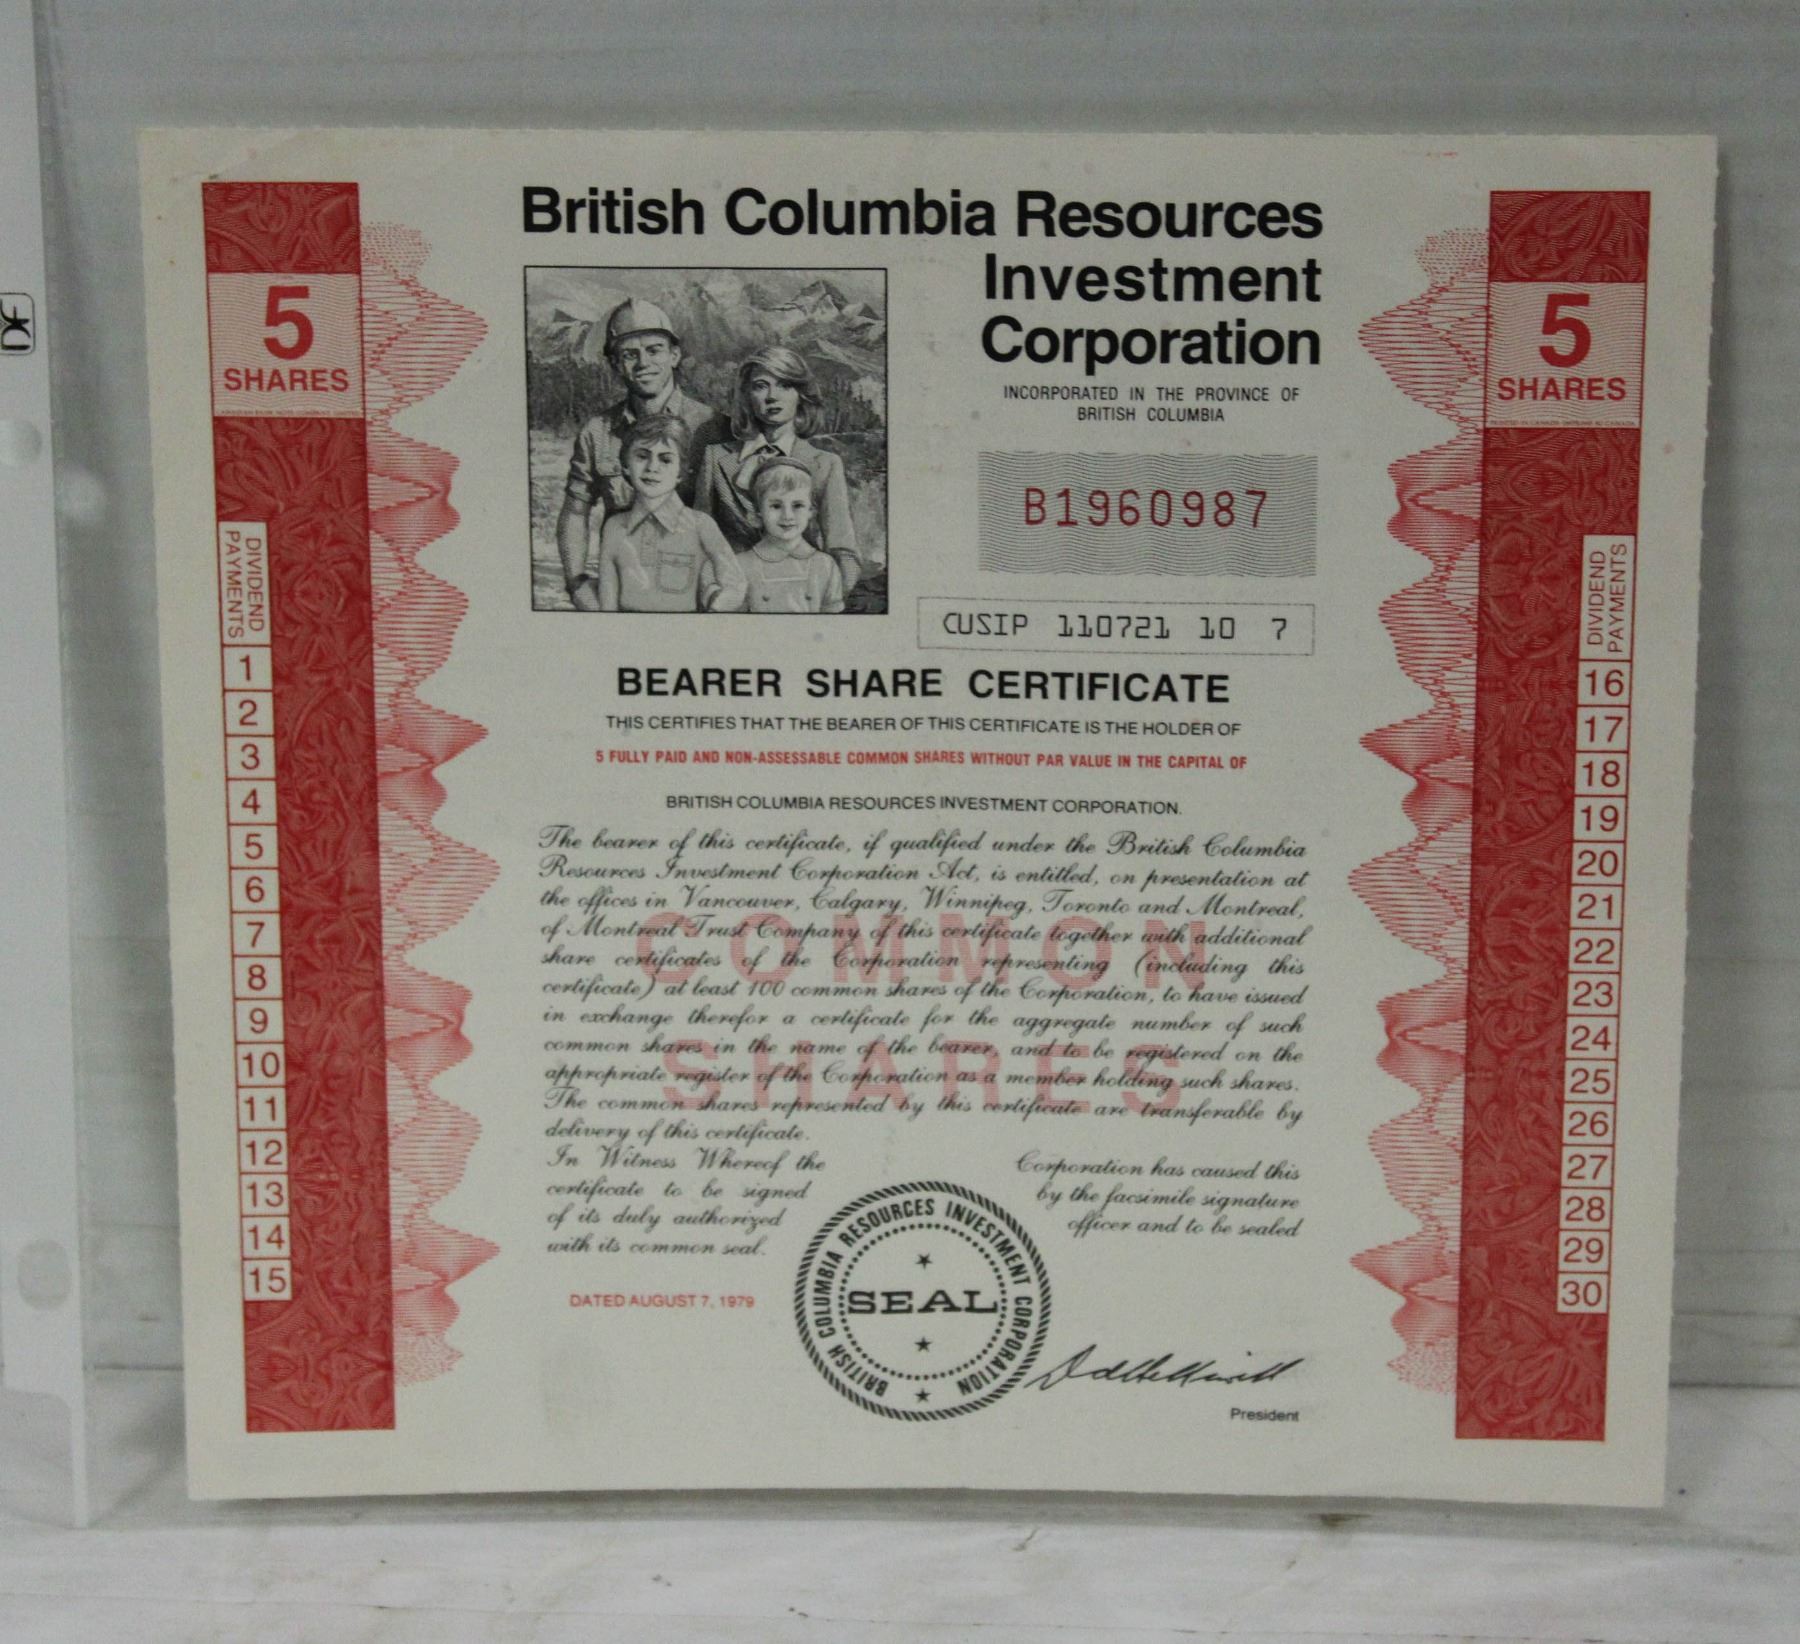 British Columbia Resources
Investment
Corporation
INCORPORATED IN THE PROVINCE OF
BRITISH COLUMBIA
B1960987
CUSIP 110721 10 7
5
SHARES
CANADIAN BANK NOTE COMPANY, LIMITED
DIVIDEND
PAYMENTS
1
2
3
4
5
6
7
8
9
10
11
12
13
14
15
BEARER SHARE CERTIFICATE
THIS CERTIFIES THAT THE BEARER OF THIS CERTIFICATE IS THE HOLDER OF
5 FULLY PAID AND NON-ASSESSABLE COMMON SHARES WITHOUT PAR VALUE IN THE CAPITAL OF
BRITISH COLUMBIA RESOURCES INVESTMENT CORPORATION.
The bearer of this certificate, if qualified under the British Columbia
Resources Investment Corporation Act, is entitled, on presentation at
the offices in Vancouver, Calgary, Winnipeg, Toronto and Montreal,
of Montreal Trust Company of this certificate together with additional
share certificates of the Corporation representing (including this
certificate) at least 100 common shares of the Corporation, to have issued
in exchange therefor a certificate for the aggregate number of such
common shares in the name of the bearer, and to be registered on the
appropriate register of the Corporation as a member holding such shares.
The common shares represented by this certificate are transferable by
delivery of this certificate.
COMMON
SHARES
In Witness Whereof the Corporation has caused this
certificate to be signed by the facsimile signature
of its duly authorized officer and to be sealed
with its common seal.
DATED AUGUST 7, 1979
BRITISH COLUMBIA RESOURCES INVESTMENT CORPORATION
SEAL
President
5
SHARES
PRINTED IN CANADA-IMPRIMÉ AU CANADA
DIVIDEND
PAYMENTS
16
17
18
19
20
21
22
23
24
25
26
27
28
29
30